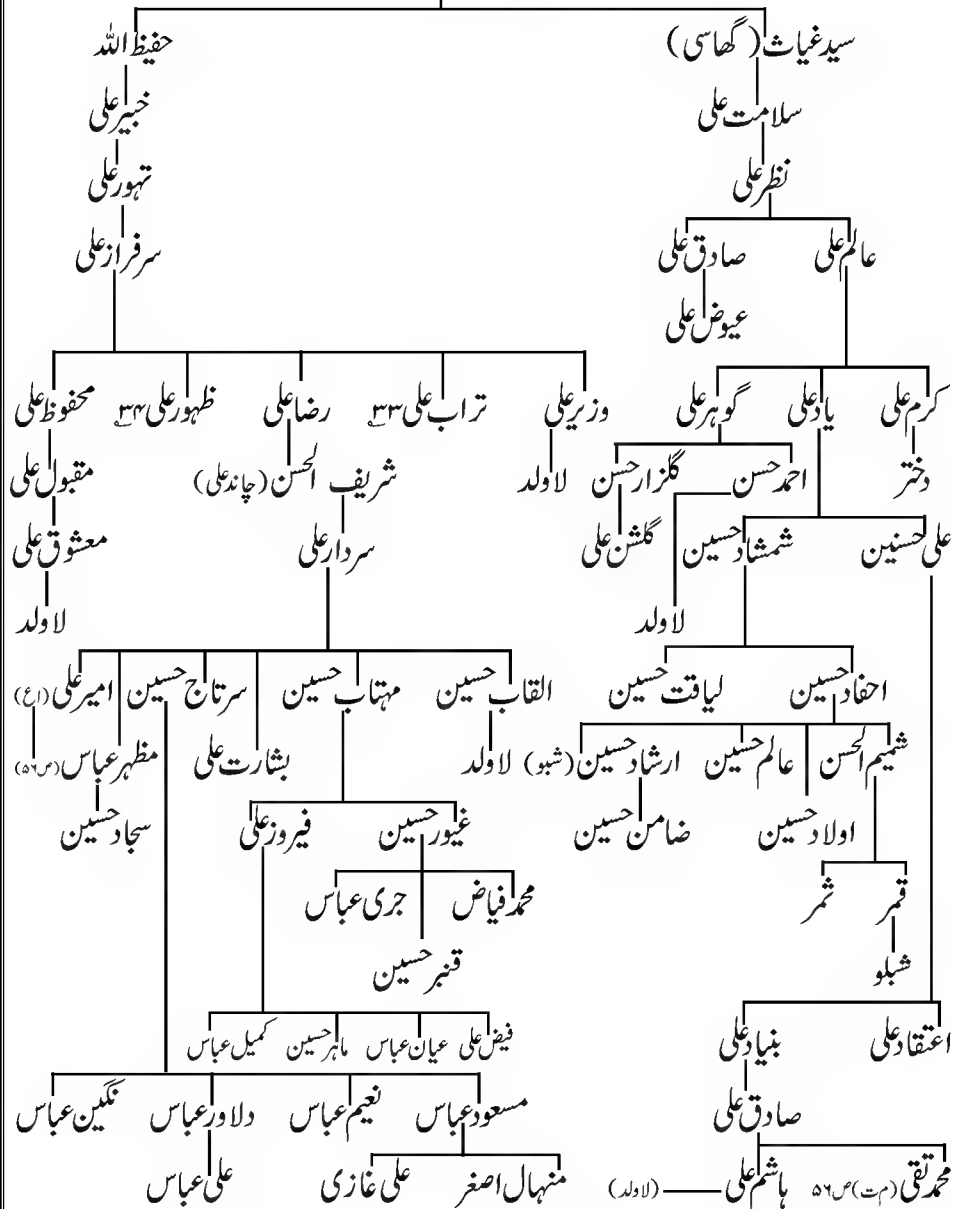 سید غیاث (گھاسی) حفیظ اللہ
سلامت علی خبیر علی
نظر علی تہور علی
عالم علی صادق علی سرفراز علی
عیوض علی
کرم علی یاد علی گوہر علی وزیر علی تراب علی ۳۳ رضا علی ظہور علی ۳۴ محفوظ علی
دختر احمد حسن گلزار حسن لاولد شریف الحسن (چاند علی) مقبول علی
علی حسنین شمشاد حسین گلشن علی سردار علی معشوق علی
لاولد لاولد
احفاد حسین لیاقت حسین القاب حسین مہتاب حسین سرتاج حسین امیر علی (اع)
شمیم الحسن عالم حسین ارشاد حسین (شبو) لاولد بشارت علی مظہر عباس (ص۵۶)
اولاد حسین ضامن حسین غیور حسین فیروز علی سجاد حسین
قمر ثمر محمد فیاض جری عباس
شبلو قنبر حسین
اعتقاد علی بنیاد علی فیض علی عیان عباس ماہر حسین کمیل عباس
صادق علی مسعود عباس نعیم عباس دلاور عباس نگین عباس
محمد تقی (م ت) ص۵۶ ہاشم علی (لاولد) منہال اصغر علی غازی علی عباس